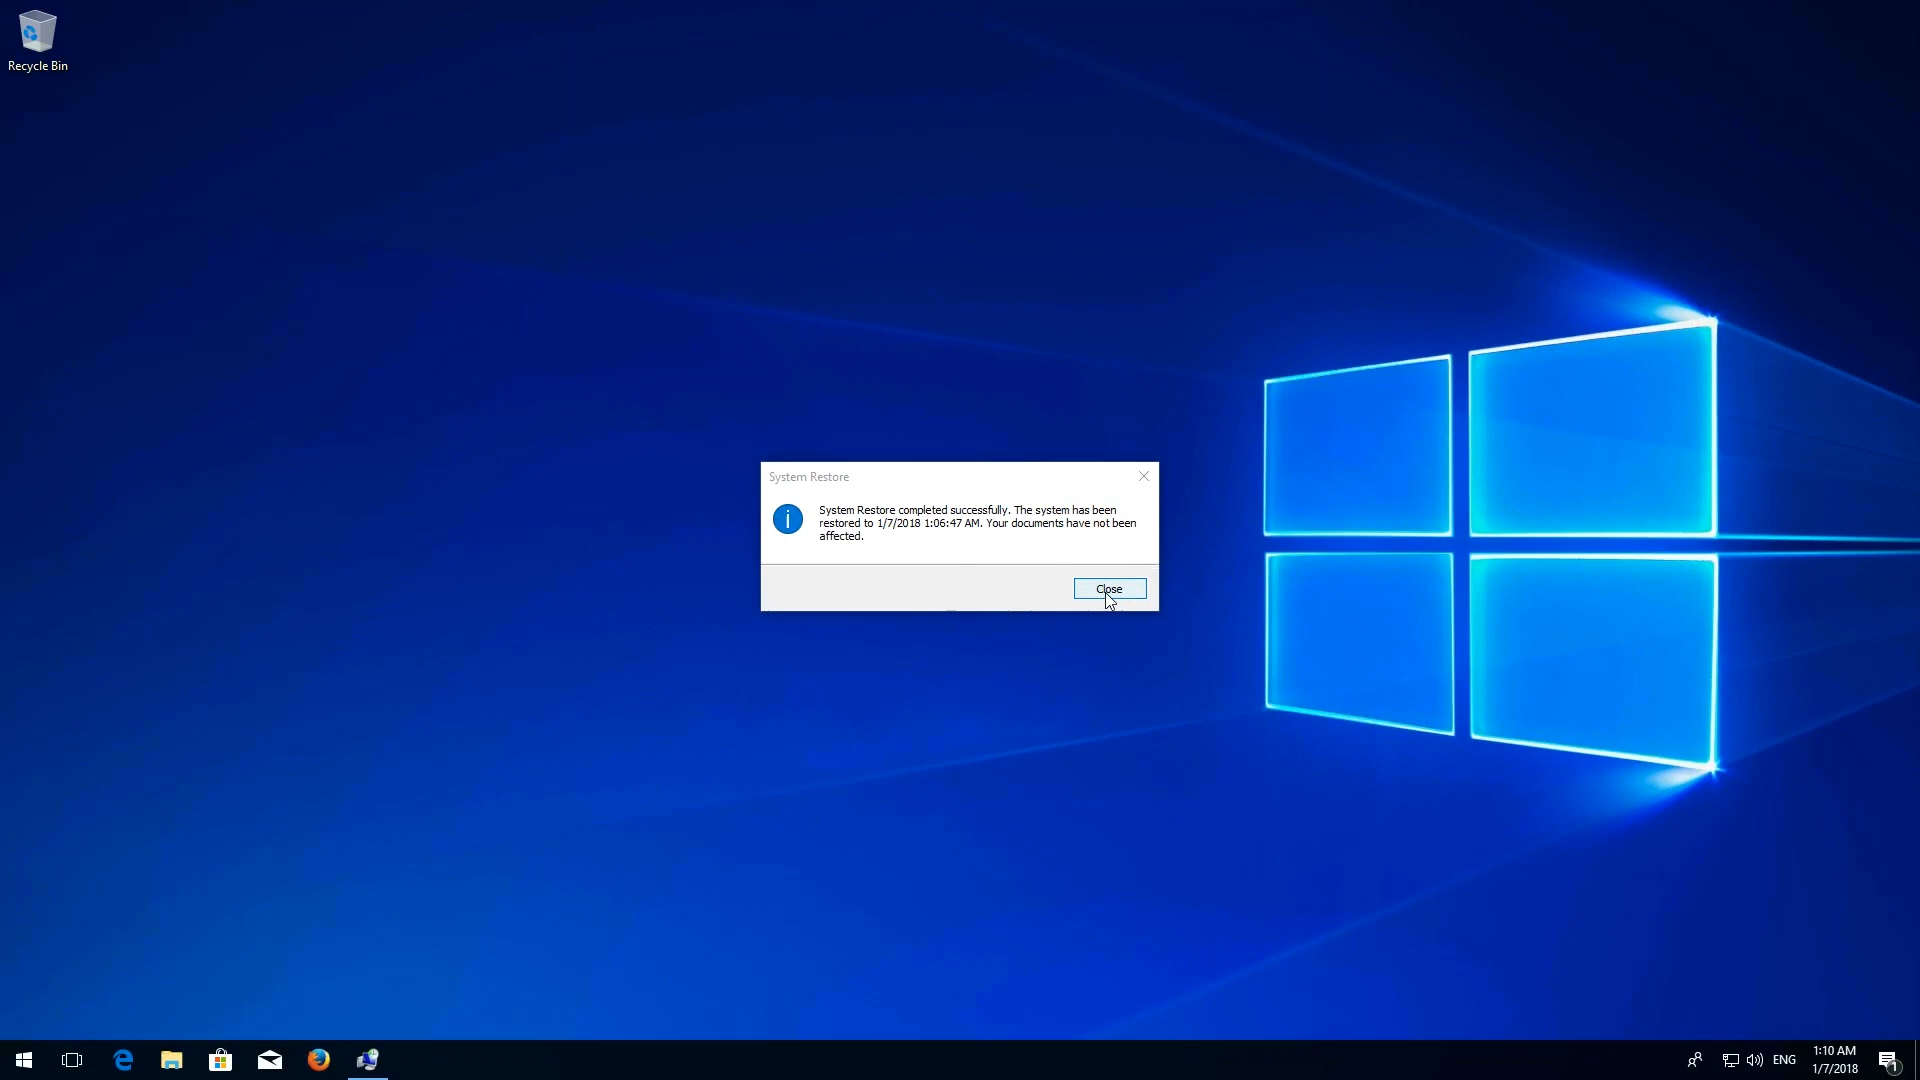 Recycle Bin
System Restore
System Restore completed successfully. The system has been
restored to 1/7/2018 1:06:47 AM. Your documents have not been
affected.
Close
ENG
1:10 AM
1/7/2018
1